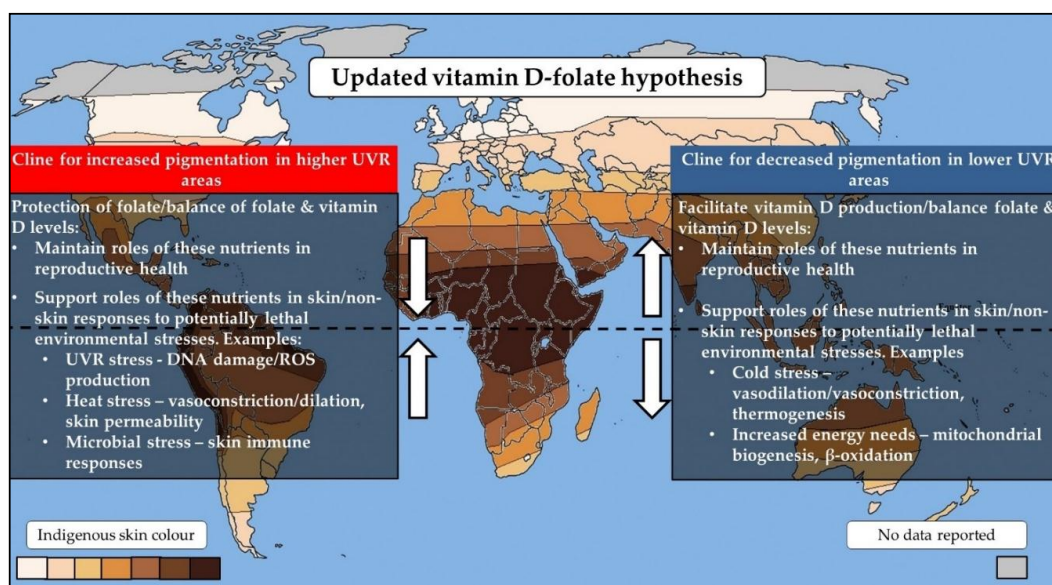 Updated vitamin D-folate hypothesis
Cline for increased pigmentation in higher UVR
areas
Protection of folate/balance of folate & vitamin
D levels:
• Maintain roles of these nutrients in
reproductive health
• Support roles of these nutrients in skin/non-
skin responses to potentially lethal
environmental stresses. Examples:
• UVR stress - DNA damage/ROS
production
• Heat stress – vasoconstriction/dilation,
skin permeability
• Microbial stress – skin immune
responses
Cline for decreased pigmentation in lower UVR
areas
Facilitate vitamin D production/balance folate &
vitamin D levels:
• Maintain roles of these nutrients in
reproductive health
• Support roles of these nutrients in skin/non-
skin responses to potentially lethal
environmental stresses. Examples
• Cold stress –
vasodilation/vasoconstriction,
thermogenesis
• Increased energy needs – mitochondrial
biogenesis, β-oxidation
Indigenous skin colour
No data reported